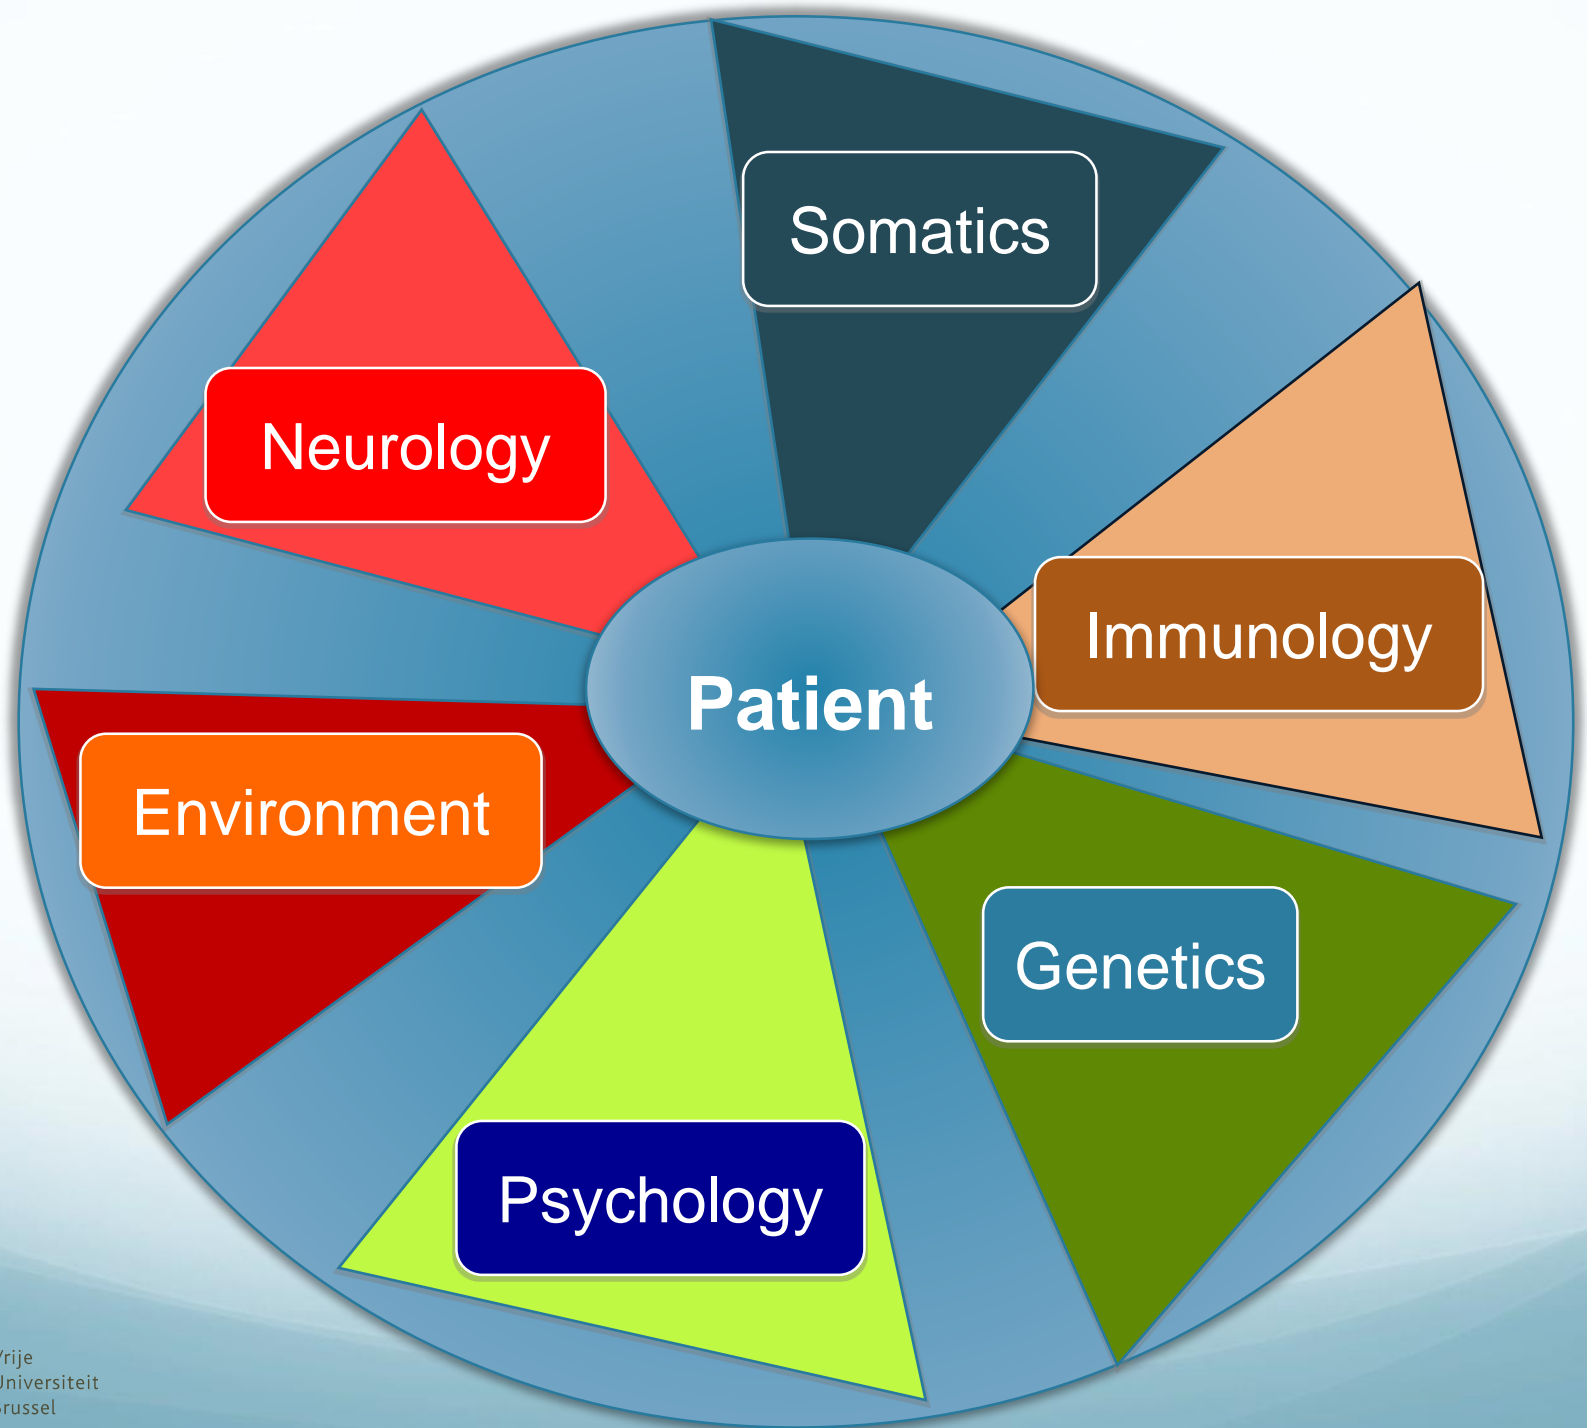 Somatics
Neurology
Immunology
Patient
Environment
Genetics
Psychology
Vrije
Universiteit
Brussel